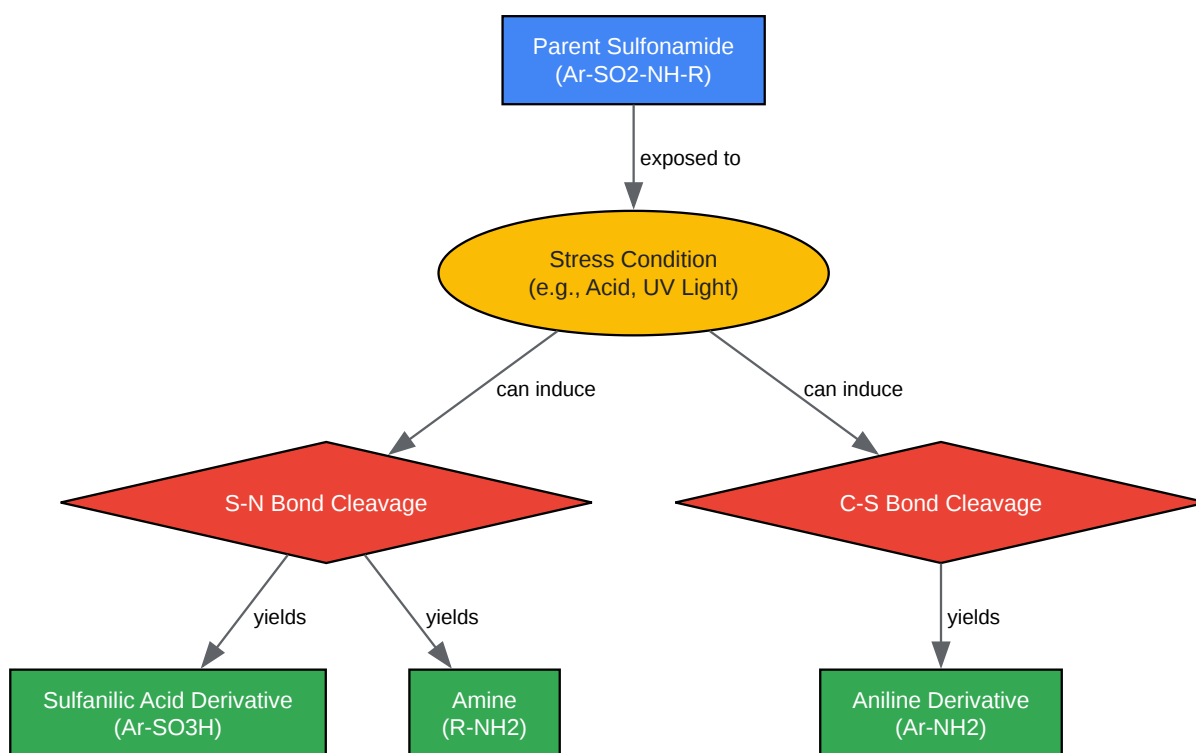 Parent Sulfonamide
(Ar-SO2-NH-R)
exposed to
Stress Condition
(e.g., Acid, UV Light)
can induce
can induce
S-N Bond Cleavage
C-S Bond Cleavage
yields
yields
yields
Sulfanilic Acid Derivative
(Ar-SO3H)
Amine
(R-NH2)
Aniline Derivative
(Ar-NH2)